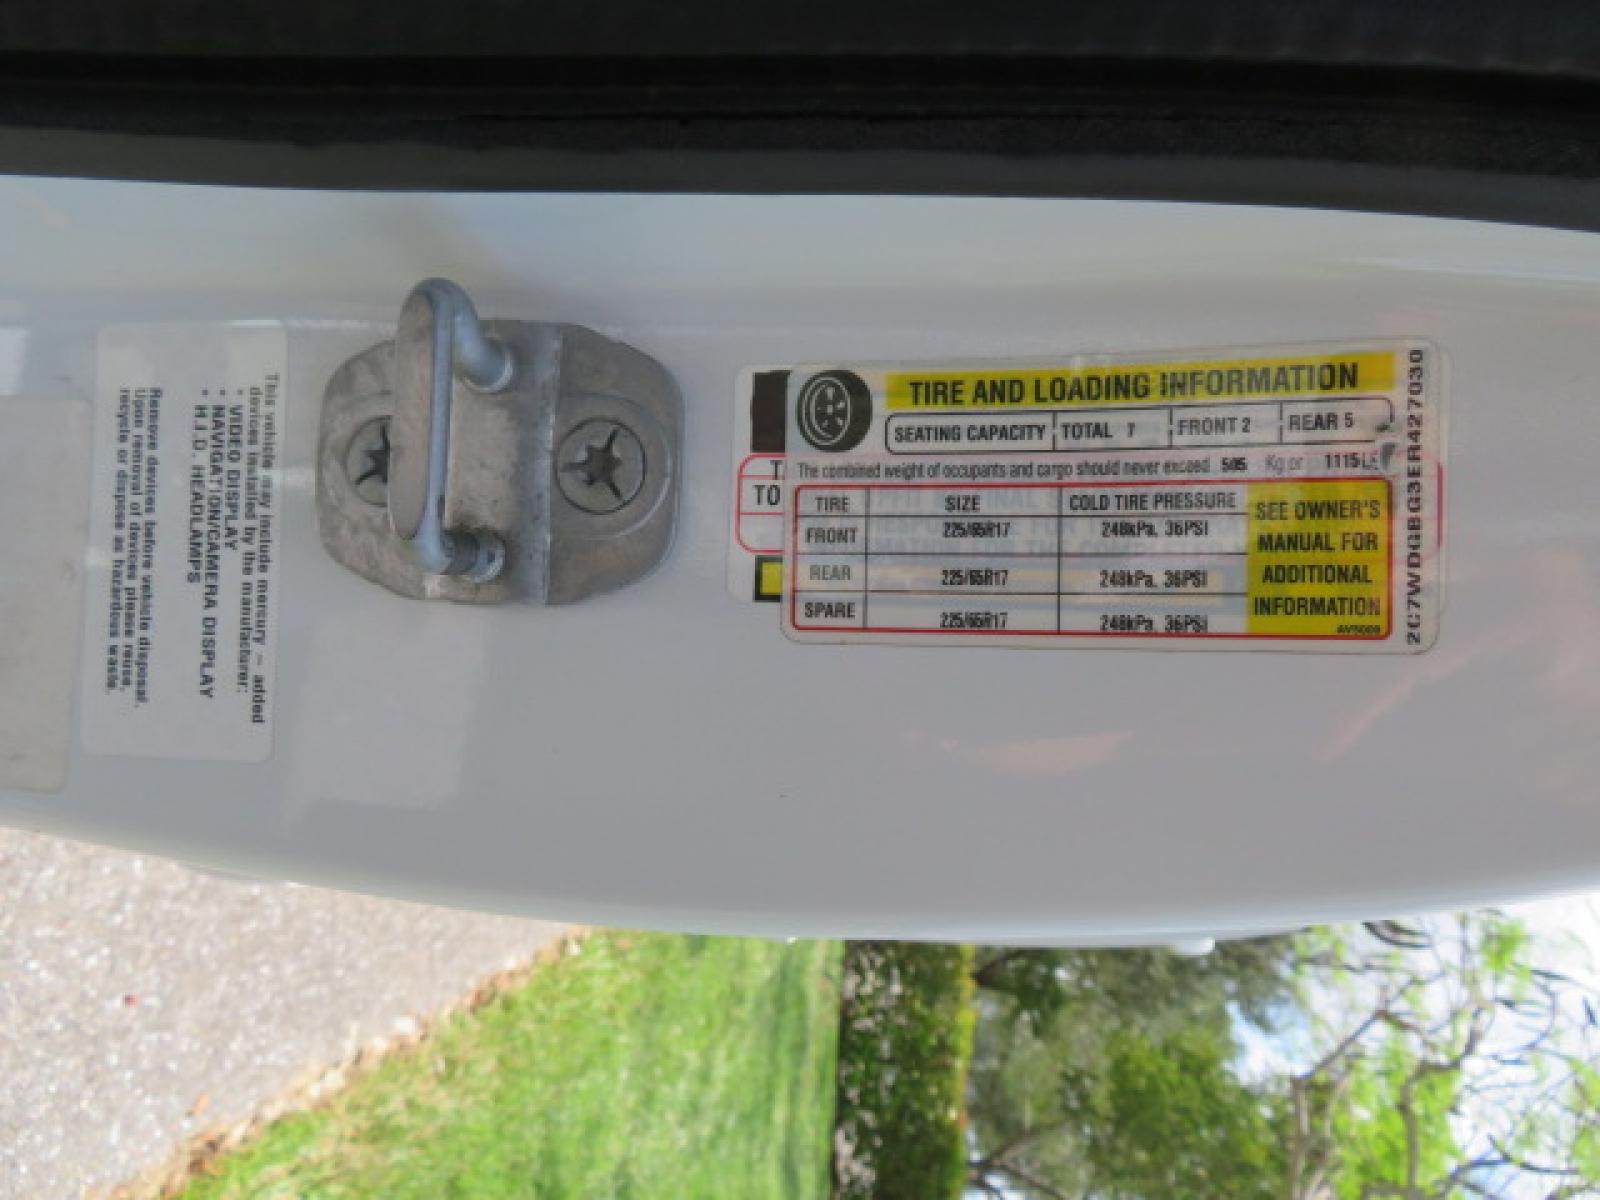 This vehicle may include mercury – added
devices installed by the manufacturer:
• VIDEO DISPLAY
• NAVIGATION/CAMERA DISPLAY
• H.I.D. HEADLAMPS
Remove devices before vehicle disposal.
Upon removal of devices please reuse,
recycle or dispose as hazardous waste.
TIRE AND LOADING INFORMATION
SEATING CAPACITY TOTAL 7 FRONT 2 REAR 5
The combined weight of occupants and cargo should never exceed 505 Kg or 1115
TIRE SIZE COLD TIRE PRESSURE
FRONT 225/65R17 248kPa, 36PSI
REAR 225/65R17 248kPa, 36PSI
SPARE 225/65R17 248kPa, 36PSI
SEE OWNER'S
MANUAL FOR
ADDITIONAL
INFORMATION
2C7WDGBG3ER427030
TO